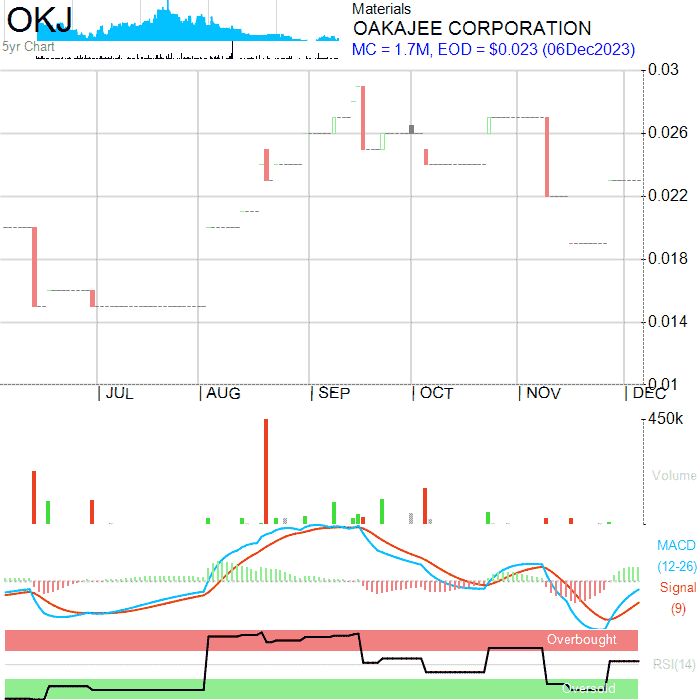 OKJ
5yr Chart
Materials
OAKAJEE CORPORATION
MC = 1.7M, EOD = $0.023 (06Dec2023)
0.03
0.026
0.022
0.018
0.014
0.01
JUL
AUG
SEP
OCT
NOV
DEC
450k
Volume
MACD
(12-26)
Signal
(9)
Overbought
RSI(14)
Oversold